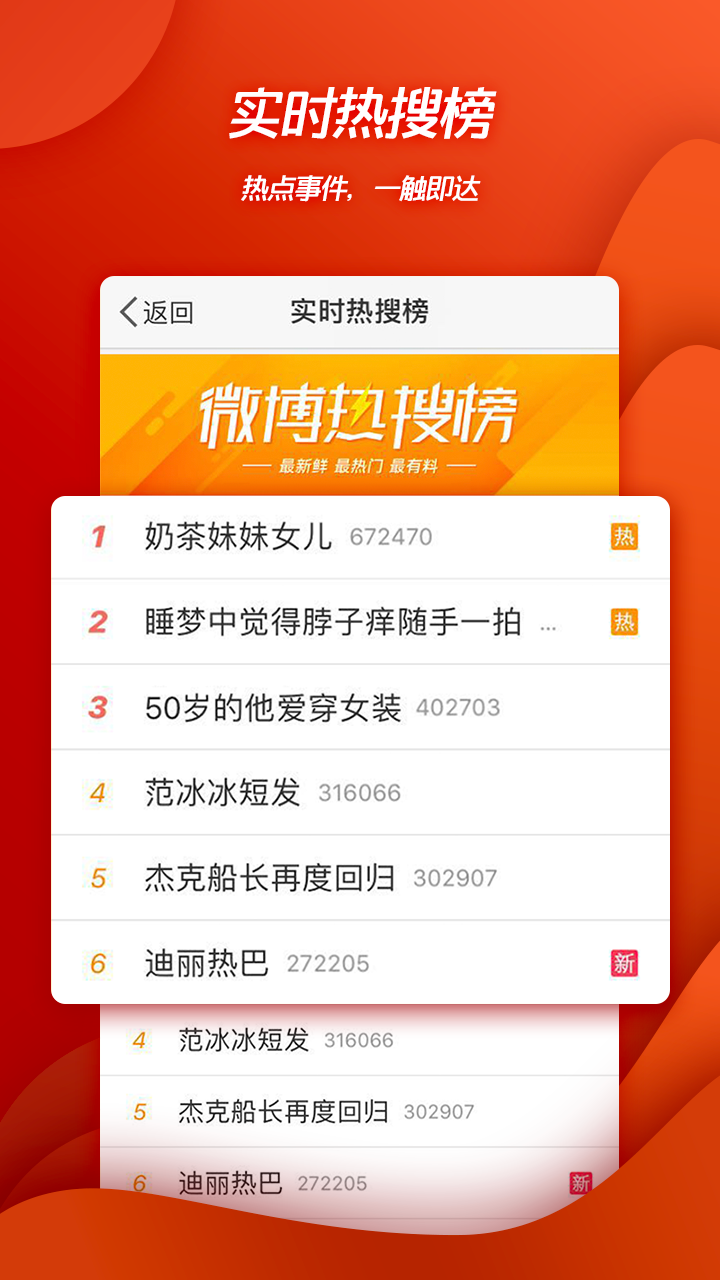 实时热搜榜
热点事件，一触即达
返回 实时热搜榜
微博热搜榜
最新鲜 最热门 最有料
1 奶茶妹妹女儿 672470 热
2 睡梦中觉得脖子痒随手一拍 ... 热
3 50岁的他爱穿女装 402703
4 范冰冰短发 316066
5 杰克船长再度回归 302907
6 迪丽热巴 272205 新
4 范冰冰短发 316066
5 杰克船长再度回归 302907
6 迪丽热巴 272205 新